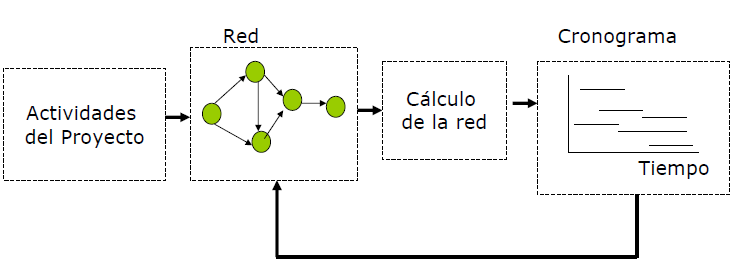 Red
Cronograma
Actividades
del Proyecto
Cálculo
de la red
Tiempo